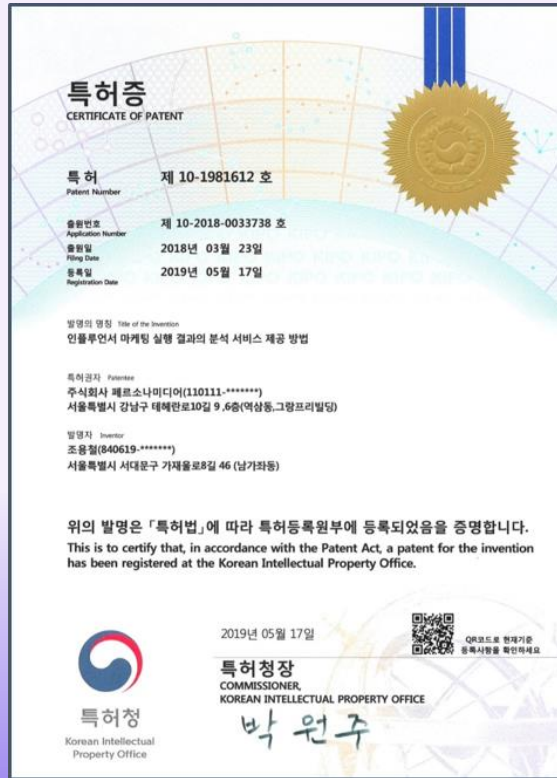 특허증
CERTIFICATE OF PATENT
특 허 제 10-1981612 호
Patent Number
출원번호 제 10-2018-0033738 호
Application Number
출원일 2018년 03월 23일
Filing Date
등록일 2019년 05월 17일
Registration Date
발명의 명칭 Title of the Invention
인플루언서 마케팅 실행 결과의 분석 서비스 제공 방법
특허권자 Patentee
주식회사 페르소나미디어(110111-*******)
서울특별시 강남구 테헤란로10길 9 ,6층(역삼동,그랑프리빌딩)
발명자 Inventor
조용철(840619-*******)
서울특별시 서대문구 가재울로8길 46 (남가좌동)
위의 발명은 「특허법」에 따라 특허등록원부에 등록되었음을 증명합니다.
This is to certify that, in accordance with the Patent Act, a patent for the invention
has been registered at the Korean Intellectual Property Office.
2019년 05월 17일
QR코드로 현재기준
등록사항을 확인하세요
특허청장
COMMISSIONER,
KOREAN INTELLECTUAL PROPERTY OFFICE
박원주
특허청
Korean Intellectual
Property Office